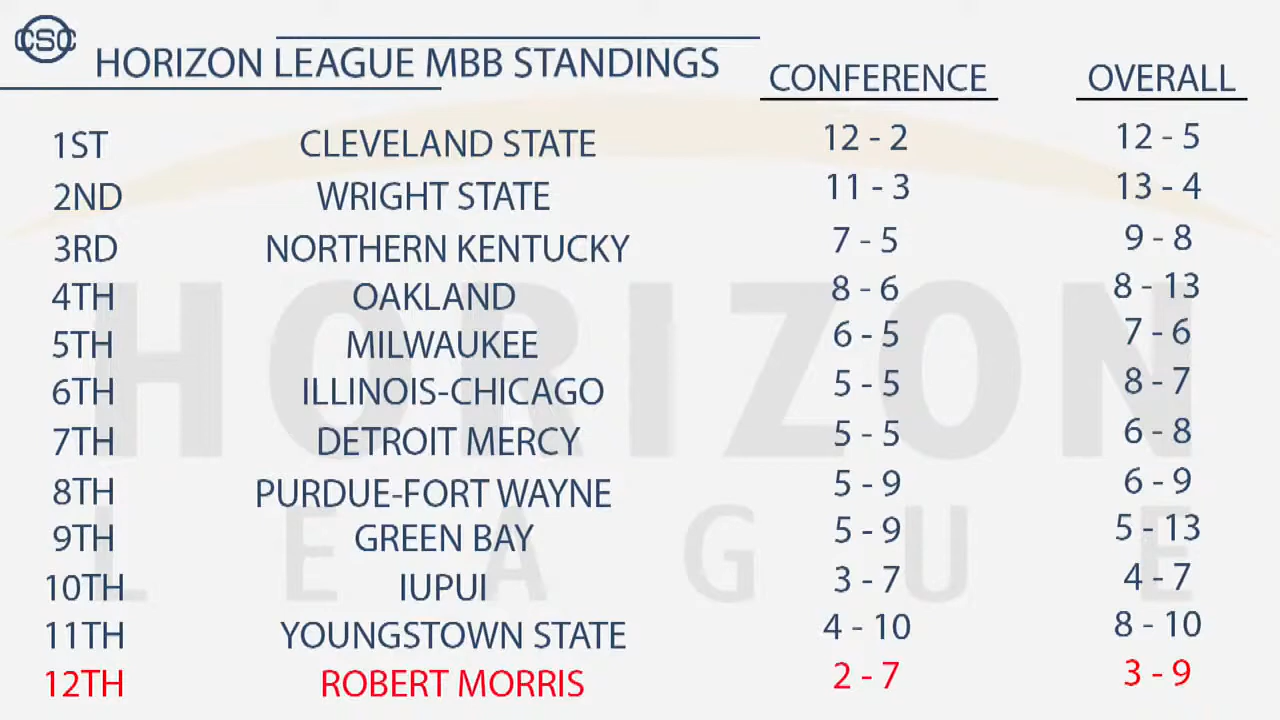 CSC
HORIZON LEAGUE MBB STANDINGS CONFERENCE OVERALL
1ST CLEVELAND STATE 12 - 2 12 - 5
2ND WRIGHT STATE 11 - 3 13 - 4
3RD NORTHERN KENTUCKY 7 - 5 9 - 8
4TH OAKLAND 8 - 6 8 - 13
5TH MILWAUKEE 6 - 5 7 - 6
6TH ILLINOIS-CHICAGO 5 - 5 8 - 7
7TH DETROIT MERCY 5 - 5 6 - 8
8TH PURDUE-FORT WAYNE 5 - 9 6 - 9
9TH GREEN BAY 5 - 9 5 - 13
10TH IUPUI 3 - 7 4 - 7
11TH YOUNGSTOWN STATE 4 - 10 8 - 10
12TH ROBERT MORRIS 2 - 7 3 - 9
HORIZON
LEAGUE